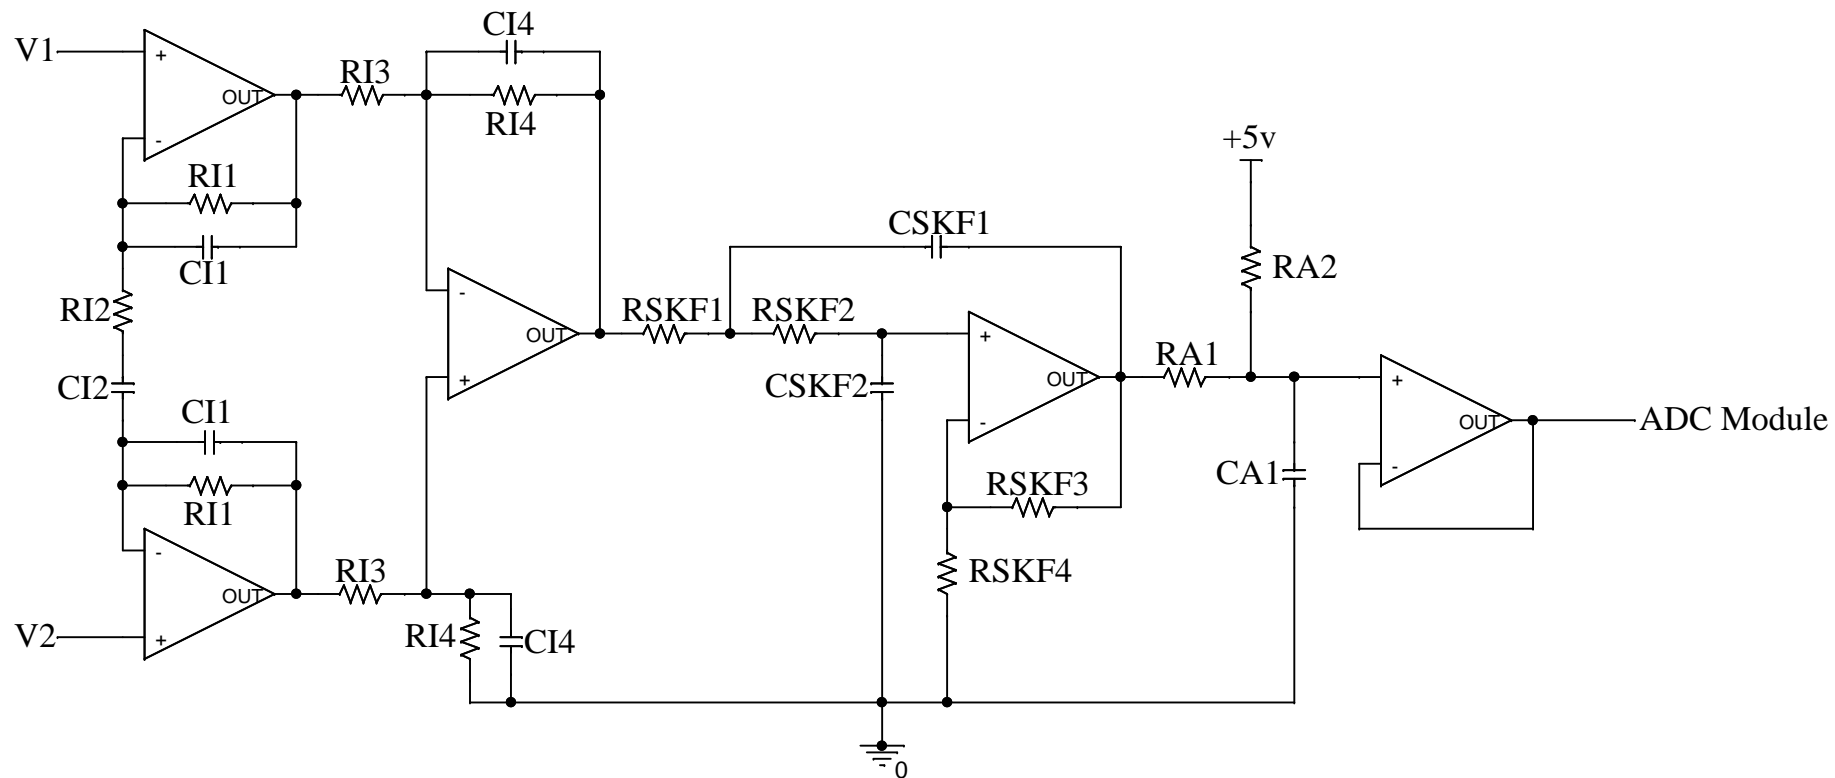 CI4
V1
+
RI3
OUT
RI4
-
+5v
RI1
CSKF1
CI1
RA2
-
RI2
RSKF1
RSKF2
OUT
+
RA1
+
CI2
CSKF2
OUT
+
CI1
-
OUT
ADC Module
CA1
-
RSKF3
RI1
-
RI3
RSKF4
OUT
RI4
CI4
V2
+
0